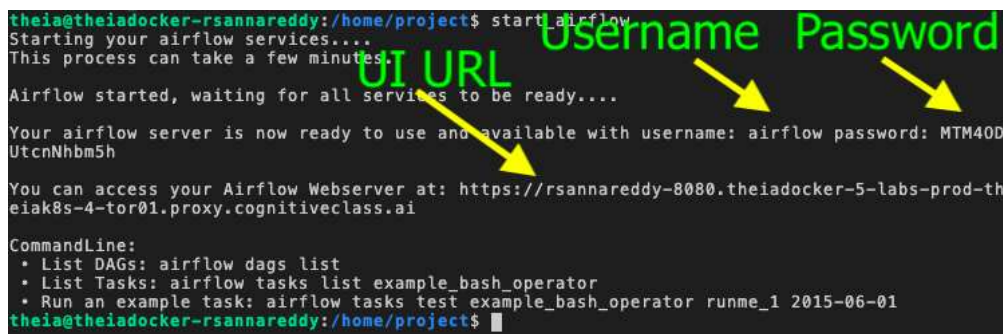 theia@theiadocker-rsannareddy:/home/project$ start_airflow
Username Password
Starting your airflow services....
This process can take a few minutes.
UI URL
Airflow started, waiting for all services to be ready....
Your airflow server is now ready to use and available with username: airflow password: MTM4OD
UtcnNhbm5h
You can access your Airflow Webserver at: https://rsannareddy-8080.theiadocker-5-labs-prod-th
eiak8s-4-tor01.proxy.cognitiveclass.ai
CommandLine:
• List DAGs: airflow dags list
• List Tasks: airflow tasks list example_bash_operator
• Run an example task: airflow tasks test example_bash_operator runme_1 2015-06-01
theia@theiadocker-rsannareddy:/home/project$